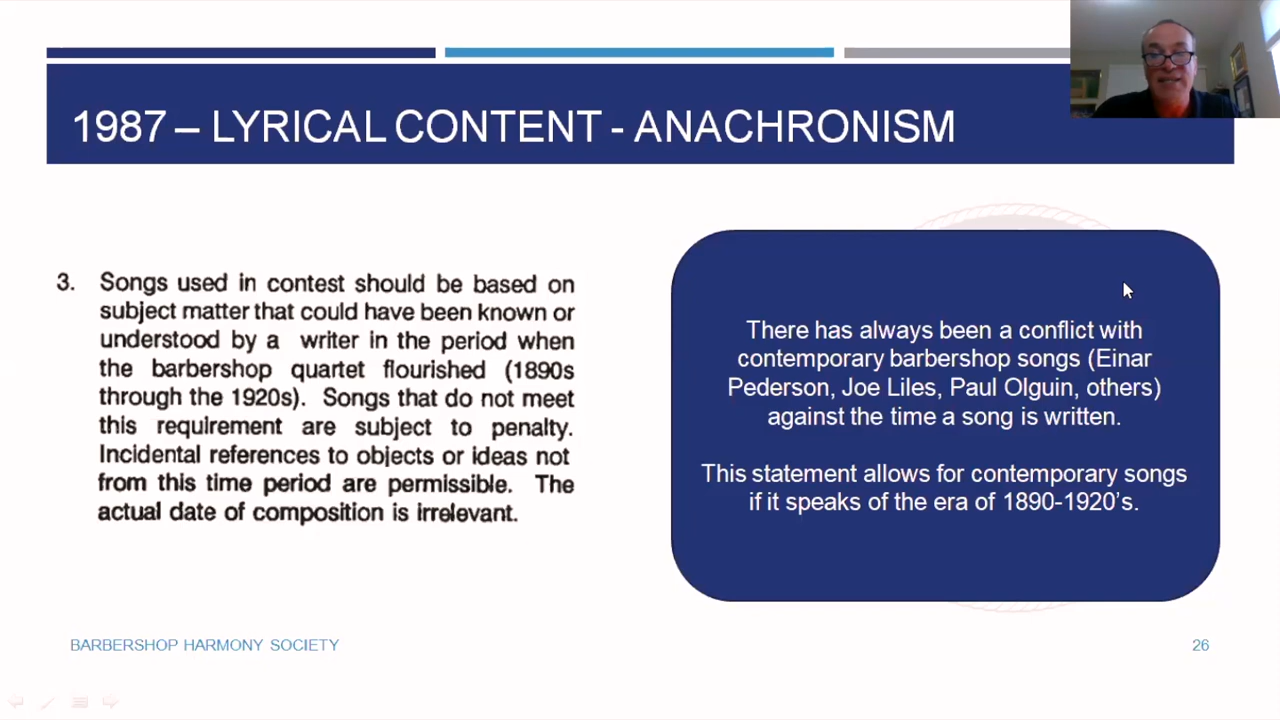 1987 – LYRICAL CONTENT - ANACHRONISM
3. Songs used in contest should be based on
subject matter that could have been known or
understood by a writer in the period when
the barbershop quartet flourished (1890s
through the 1920s). Songs that do not meet
this requirement are subject to penalty.
Incidental references to objects or ideas not
from this time period are permissible. The
actual date of composition is irrelevant.
There has always been a conflict with
contemporary barbershop songs (Einar
Pederson, Joe Liles, Paul Olguin, others)
against the time a song is written.
This statement allows for contemporary songs
if it speaks of the era of 1890-1920's.
BARBERSHOP HARMONY SOCIETY
26